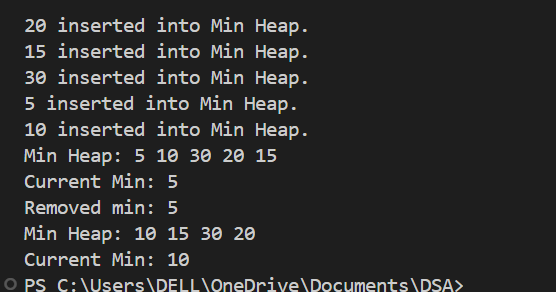 20 inserted into Min Heap.
15 inserted into Min Heap.
30 inserted into Min Heap.
5 inserted into Min Heap.
10 inserted into Min Heap.
Min Heap: 5 10 30 20 15
Current Min: 5
Removed min: 5
Min Heap: 10 15 30 20
Current Min: 10
PS C:\Users\DELL\OneDrive\Documents\DSA>